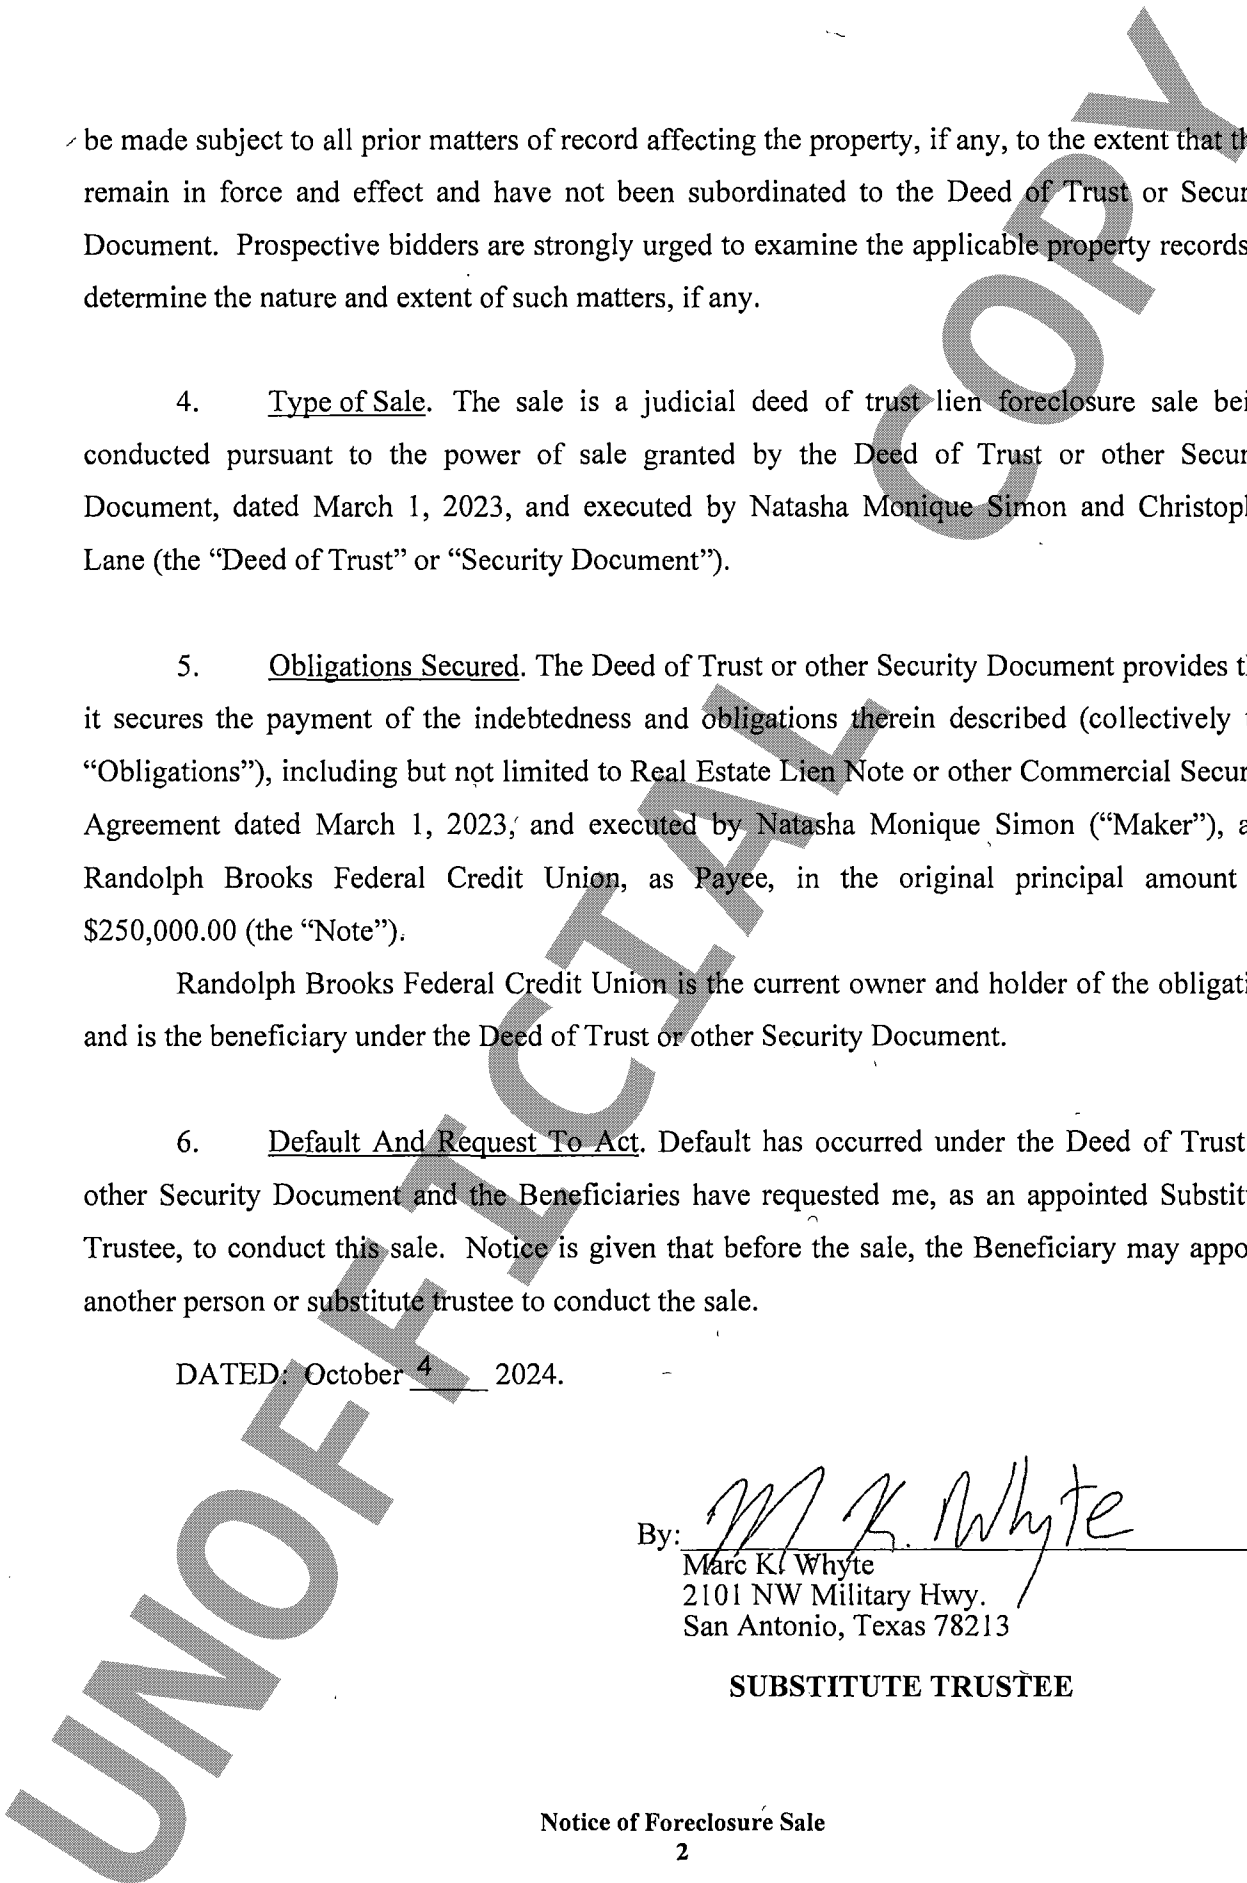 be made subject to all prior matters of record affecting the property, if any, to the extent that th
remain in force and effect and have not been subordinated to the Deed of Trust or Secur
Document. Prospective bidders are strongly urged to examine the applicable property records
determine the nature and extent of such matters, if any.
4. Type of Sale. The sale is a judicial deed of trust lien foreclosure sale bei
conducted pursuant to the power of sale granted by the Deed of Trust or other Secur
Document, dated March 1, 2023, and executed by Natasha Monique Simon and Christoph
Lane (the “Deed of Trust” or “Security Document”).
5. Obligations Secured. The Deed of Trust or other Security Document provides th
it secures the payment of the indebtedness and obligations therein described (collectively t
“Obligations”), including but not limited to Real Estate Lien Note or other Commercial Secur
Agreement dated March 1, 2023, and executed by Natasha Monique Simon (“Maker”), a
Randolph Brooks Federal Credit Union, as Payee, in the original principal amount
$250,000.00 (the “Note”).
Randolph Brooks Federal Credit Union is the current owner and holder of the obligati
and is the beneficiary under the Deed of Trust or other Security Document.
6. Default And Request To Act. Default has occurred under the Deed of Trust
other Security Document and the Beneficiaries have requested me, as an appointed Substit
Trustee, to conduct this sale. Notice is given that before the sale, the Beneficiary may appo
another person or substitute trustee to conduct the sale.
DATED: October 4 2024.
By: M K. Whyte
Marc K. Whyte
2101 NW Military Hwy.
San Antonio, Texas 78213
SUBSTITUTE TRUSTEE
Notice of Foreclosure Sale
2
UNOFFICIAL COPY